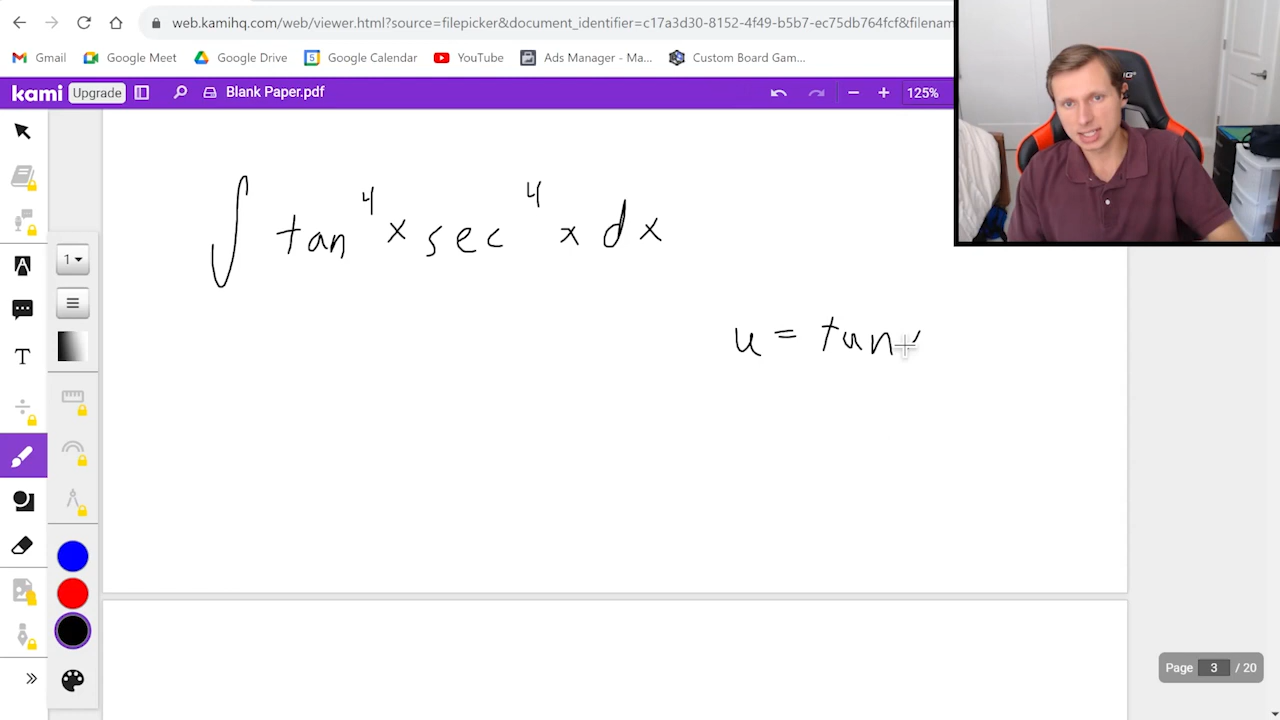 web.kamihq.com/web/viewer.html?source=filepicker&document_identifier=c17a3d30-8152-4f49-b5b7-ec75db764fcf&filenam
Gmail Google Meet Google Drive 5 Google Calendar YouTube Ads Manager - Ma... Custom Board Gam...
kami Upgrade Blank Paper.pdf 125%
∫ tan⁴ x sec⁴ x dx
1
u = tan
T
Page 3 / 20